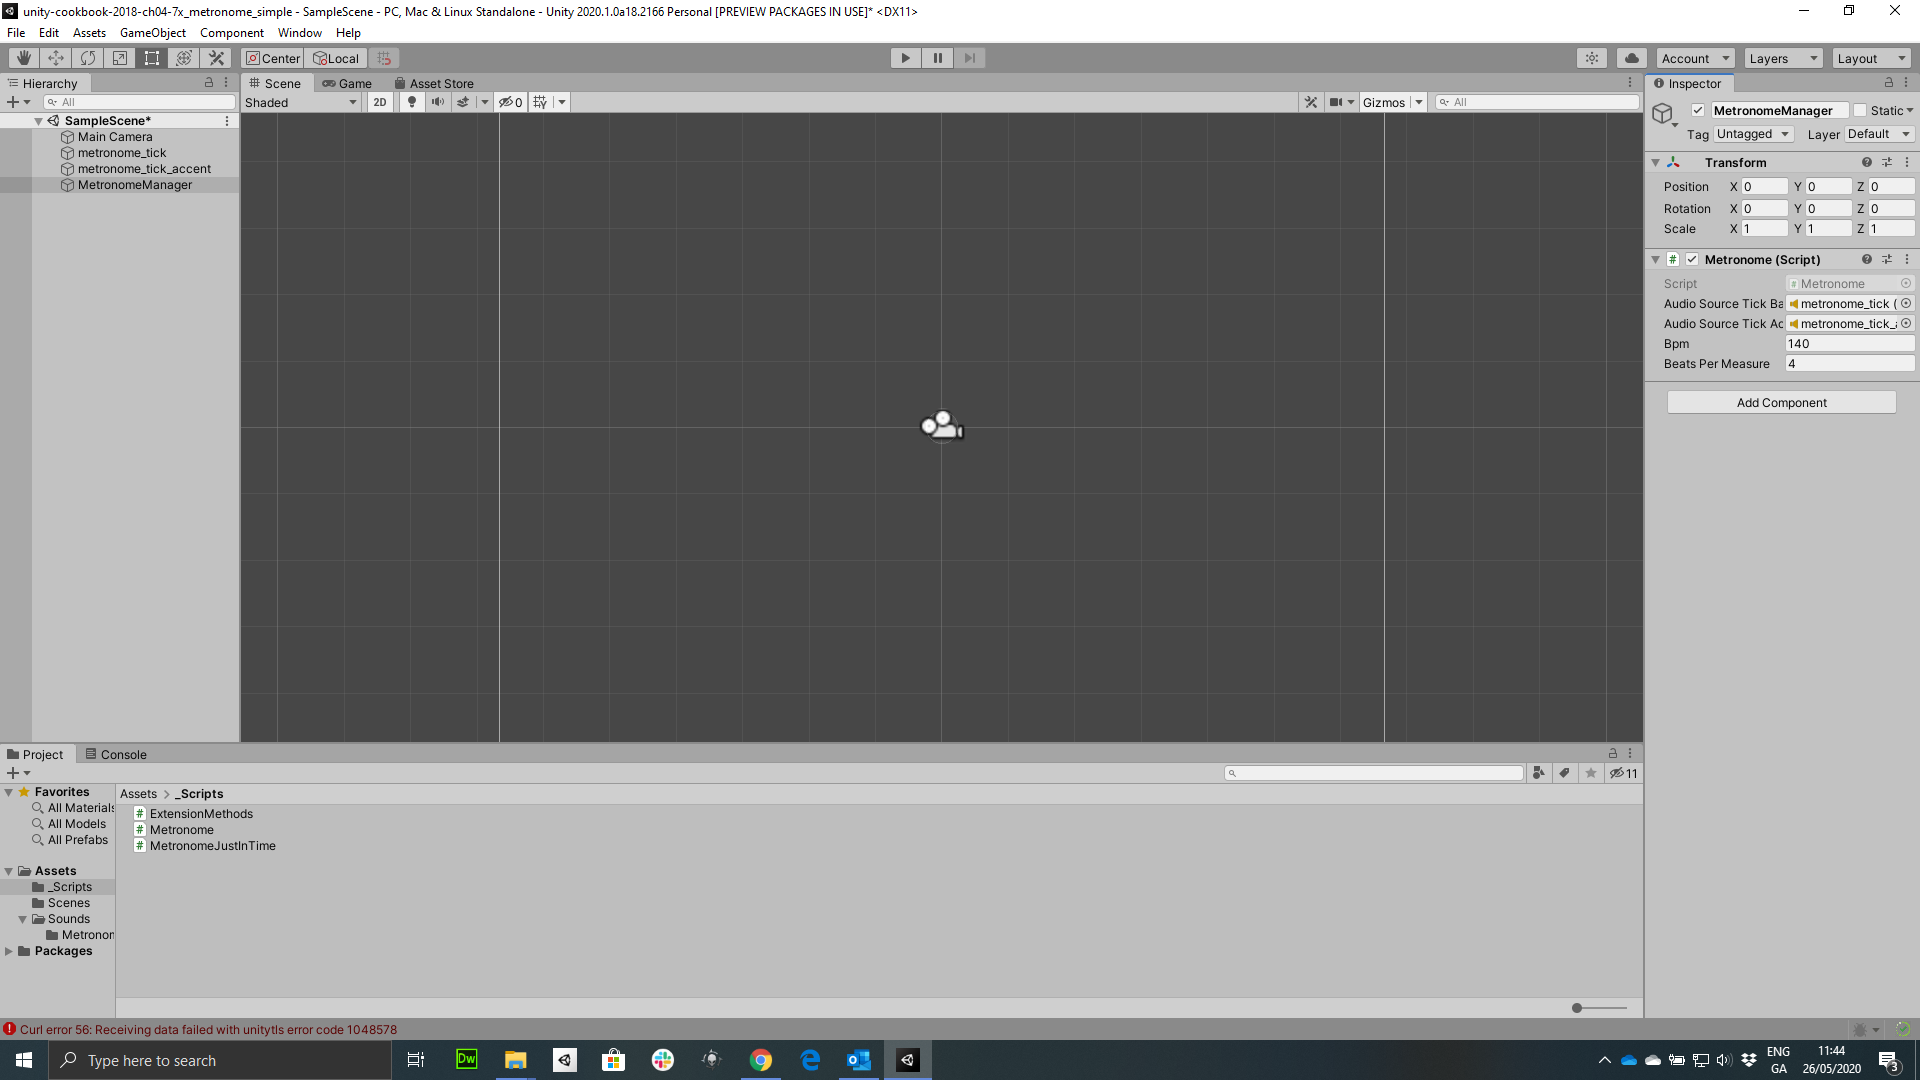 unity-cookbook-2018-ch04-7x_metronome_simple - SampleScene - PC, Mac & Linux Standalone - Unity 2020.1.0a18.2166 Personal [PREVIEW PACKAGES IN USE]* <DX11>
File Edit Assets GameObject Component Window Help
Center Local Account Layers Layout
Hierarchy
All
SampleScene*
Main Camera
metronome_tick
metronome_tick_accent
MetronomeManager
Scene Game Asset Store
Shaded 2D 0 Gizmos All
Inspector
MetronomeManager Static
Tag Untagged Layer Default
Transform
Position X 0 Y 0 Z 0
Rotation X 0 Y 0 Z 0
Scale X 1 Y 1 Z 1
# Metronome (Script)
Script # Metronome
Audio Source Tick Ba metronome_tick (
Audio Source Tick Ac metronome_tick_a
Bpm 140
Beats Per Measure 4
Add Component
Project Console
11
Favorites
All Materials
All Models
All Prefabs
Assets
_Scripts
Scenes
Sounds
Metronon
Packages
Assets > _Scripts
# ExtensionMethods
# Metronome
# MetronomeJustInTime
Curl error 56: Receiving data failed with unitytls error code 1048578
Type here to search
Dw
ENG
GA
11:44
26/05/2020
3